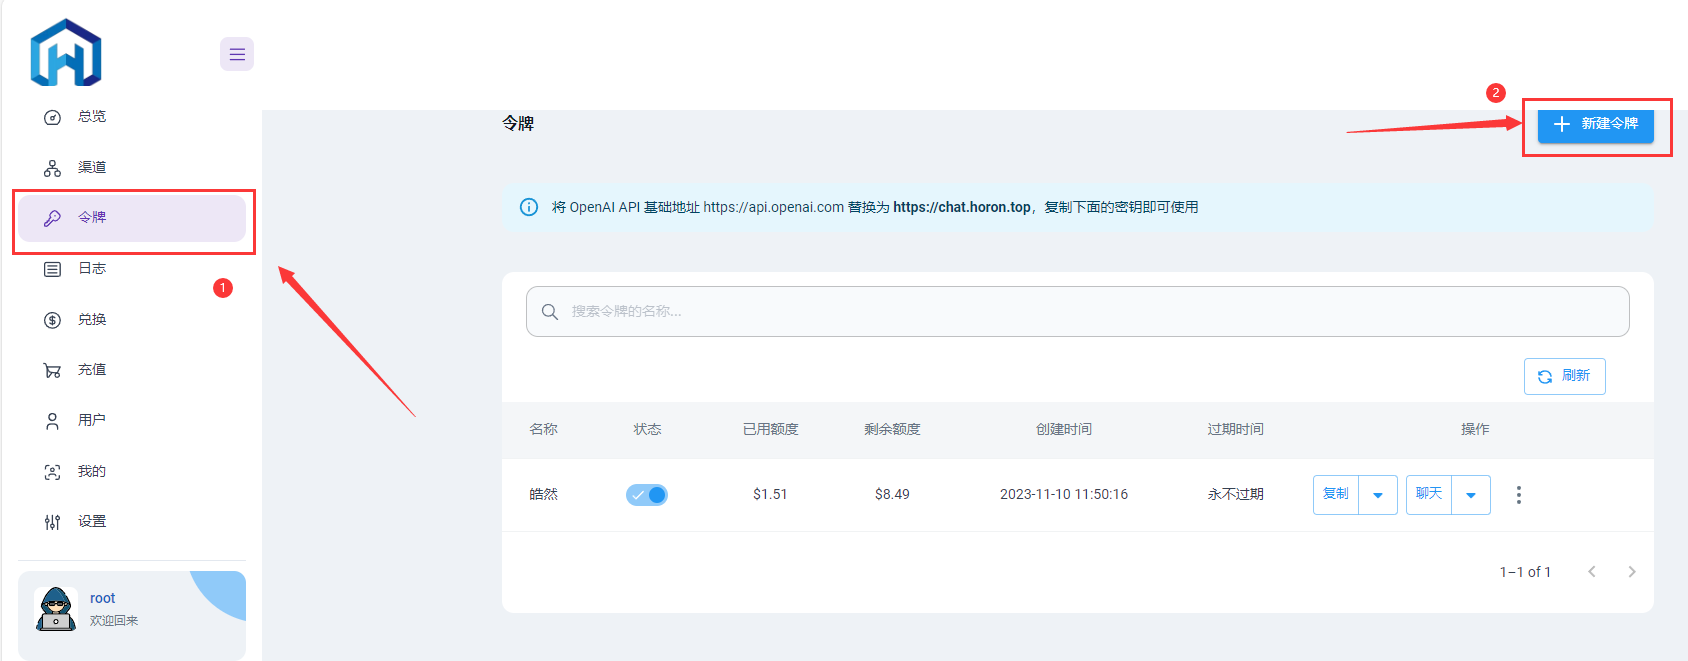 总览
渠道
令牌
日志
1
兑换
充值
用户
我的
设置
root
欢迎回来
2
令牌
新建令牌
将 OpenAI API 基础地址 https://api.openai.com 替换为 https://chat.horon.top，复制下面的密钥即可使用
搜索令牌的名称...
刷新
名称 状态 已用额度 剩余额度 创建时间 过期时间 操作
皓然 $1.51 $8.49 2023-11-10 11:50:16 永不过期 复制 聊天
1–1 of 1